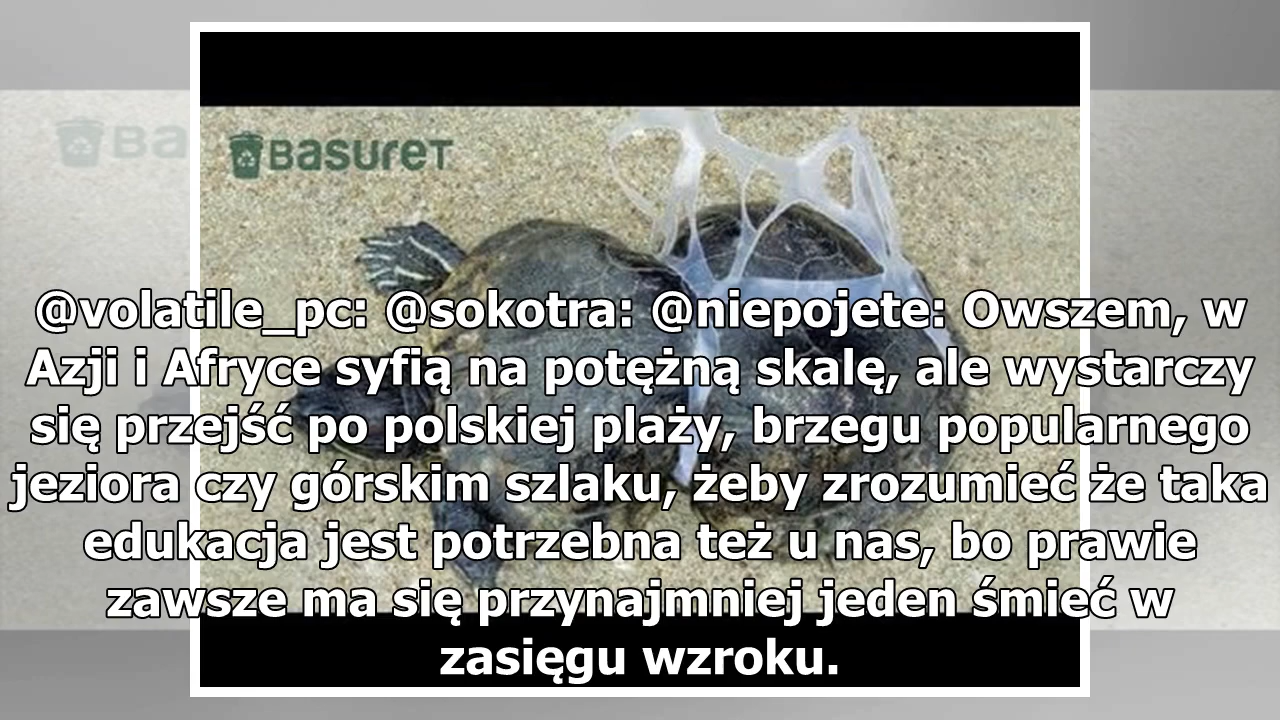 BA
BASUReT
@volatile_pc: @sokotra: @niepojete: Owszem, w
Azji i Afryce syfią na potężną skalę, ale wystarczy
się przejść po polskiej plaży, brzegu popularnego
jeziora czy górskim szlaku, żeby zrozumieć że taka
edukacja jest potrzebna też u nas, bo prawie
zawsze ma się przynajmniej jeden śmieć w
zasięgu wzroku.